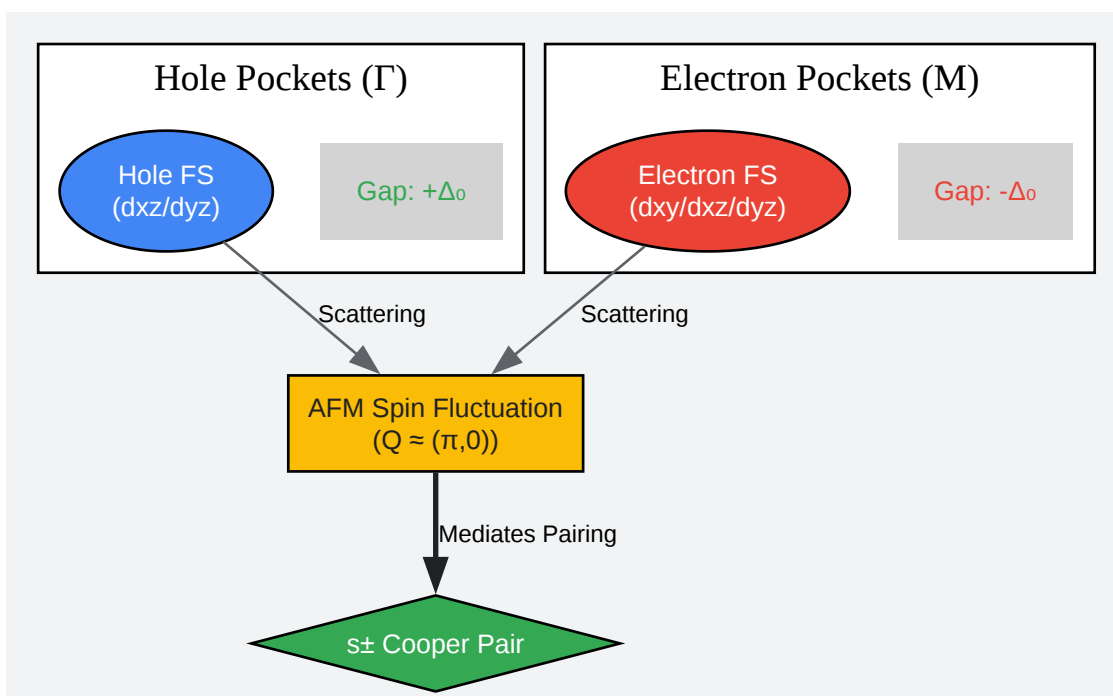 Hole Pockets (Γ)
Electron Pockets (M)
Hole FS
(dxz/dyz)
Gap: +Δ₀
Electron FS
(dxy/dxz/dyz)
Gap: -Δ₀
Scattering
Scattering
AFM Spin Fluctuation
(Q ≈ (π,0))
Mediates Pairing
s± Cooper Pair